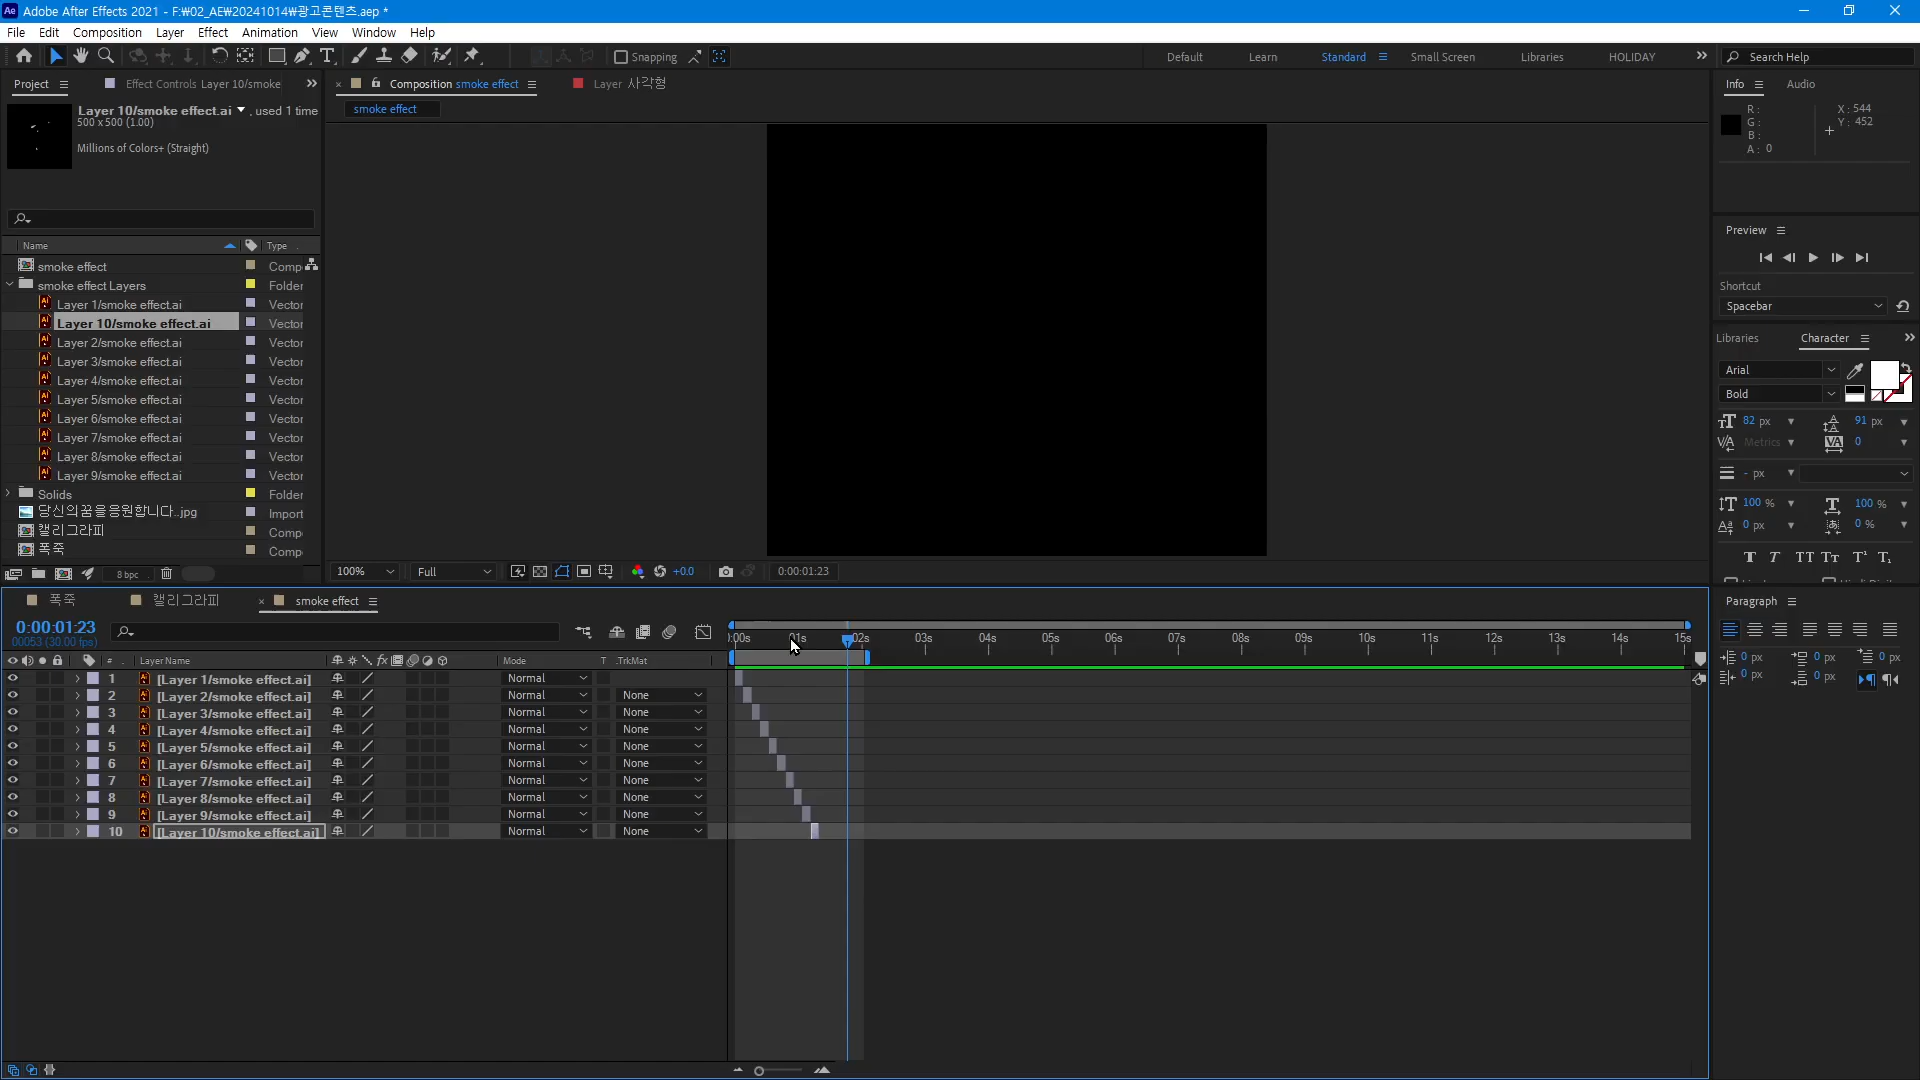 Adobe After Effects 2021 - F:₩02_AE₩20241014₩광고콘텐츠.aep *
File Edit Composition Layer Effect Animation View Window Help
Snapping Default Learn Standard Small Screen Libraries HOLIDAY Search Help
Project Effect Controls Layer 10/smoke
Composition smoke effect Layer 사각형
Info Audio
smoke effect
Layer 10/smoke effect.ai , used 1 time
500 x 500 (1.00)
Millions of Colors+ (Straight)
R :
G :
B :
A : 0
X : 544
Y : 452
Name Type
smoke effect Comp
smoke effect Layers Folder
Layer 1/smoke effect.ai Vector
Layer 10/smoke effect.ai Vector
Layer 2/smoke effect.ai Vector
Layer 3/smoke effect.ai Vector
Layer 4/smoke effect.ai Vector
Layer 5/smoke effect.ai Vector
Layer 6/smoke effect.ai Vector
Layer 7/smoke effect.ai Vector
Layer 8/smoke effect.ai Vector
Layer 9/smoke effect.ai Vector
Solids Folder
당신의꿈을응원합니다..jpg Import
캘리그라피 Comp
폭죽 Comp
8 bpc
100% Full +0.0 0:00:01:23
Preview
Shortcut
Spacebar
Libraries Character
Arial
Bold
82 px 91 px
Metrics 0
- px
100 % 100 %
0 px 0 %
T T TT Tт T¹ T₁
Paragraph
0 px 0 px 0 px
0 px 0 px
폭죽 캘리그라피 smoke effect
0:00:01:23
00053 (30.00 fps)
):00s 01s 02s 03s 04s 05s 06s 07s 08s 09s 10s 11s 12s 13s 14s 15s
# Layer Name fx Mode T .TrkMat
1 [Layer 1/smoke effect.ai] Normal
2 [Layer 2/smoke effect.ai] Normal None
3 [Layer 3/smoke effect.ai] Normal None
4 [Layer 4/smoke effect.ai] Normal None
5 [Layer 5/smoke effect.ai] Normal None
6 [Layer 6/smoke effect.ai] Normal None
7 [Layer 7/smoke effect.ai] Normal None
8 [Layer 8/smoke effect.ai] Normal None
9 [Layer 9/smoke effect.ai] Normal None
10 [Layer 10/smoke effect.ai] Normal None